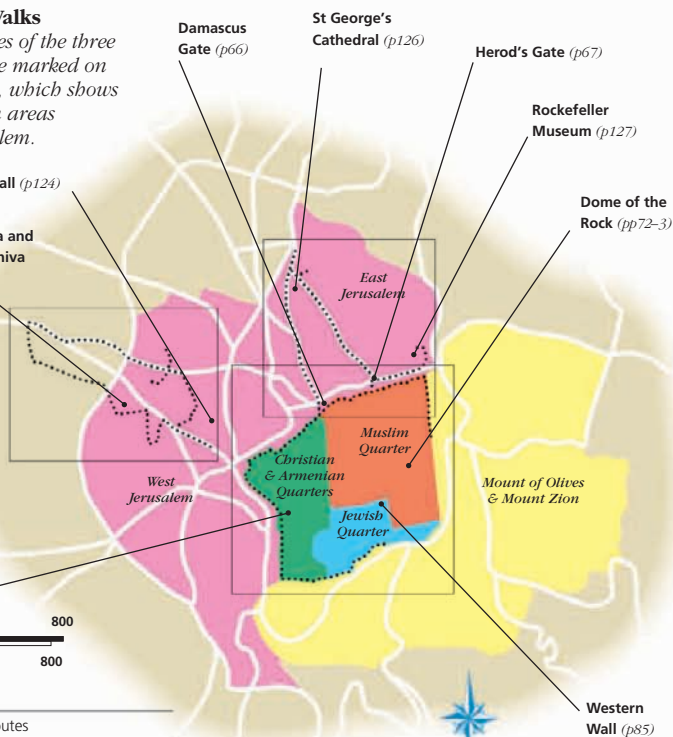 Walks
es of the three
e marked on
, which shows
areas
lem.
all (p124)
a and
hiva
Damascus
Gate (p66)
St George's
Cathedral (p126)
Herod's Gate (p67)
Rockefeller
Museum (p127)
Dome of the
Rock (pp72–3)
East
Jerusalem
Muslim
Quarter
Christian
& Armenian
Quarters
West
Jerusalem
Jewish
Quarter
Mount of Olives
& Mount Zion
800
800
utes
Western
Wall (p85)